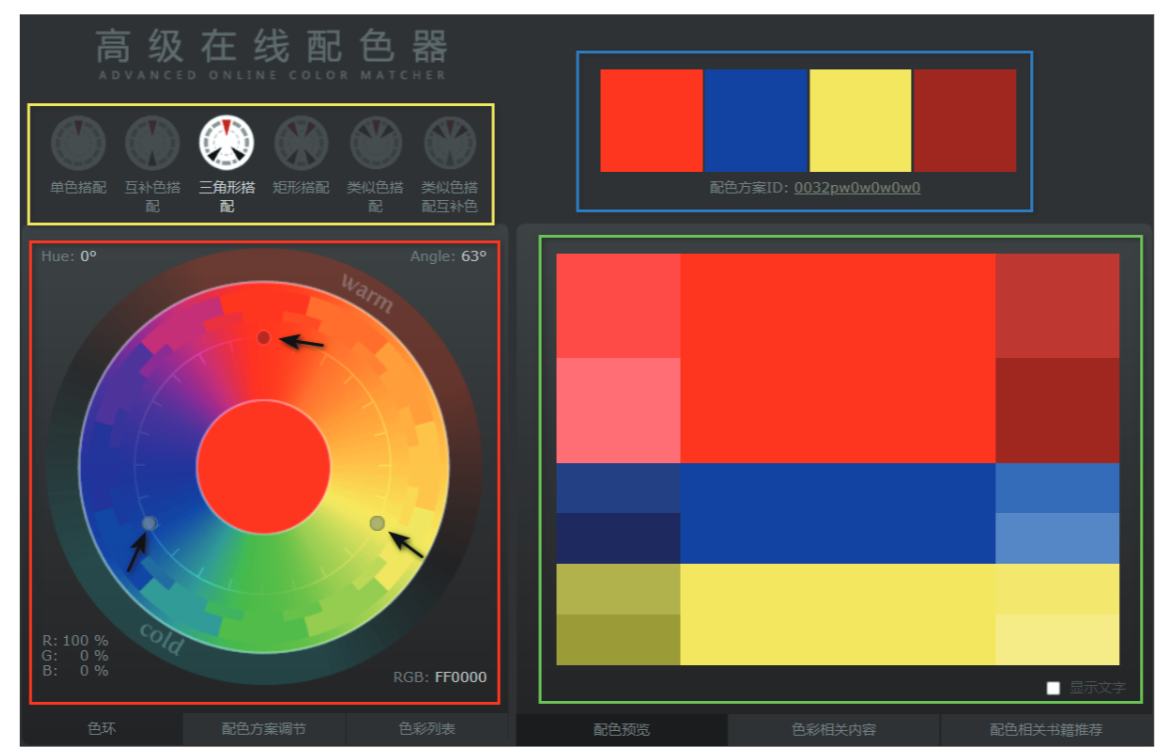 高级在线配色器
ADVANCED ONLINE COLOR MATCHER
单色搭配
互补色搭
配
三角形搭
配
矩形搭配
类似色搭
配
类似色搭
配互补色
配色方案ID: 0032pw0w0w0w0
Hue: 0°
Angle: 63°
warm
cold
R: 100 %
G: 0 %
B: 0 %
RGB: FF0000
显示文字
色环
配色方案调节
色彩列表
配色预览
色彩相关内容
配色相关书籍推荐